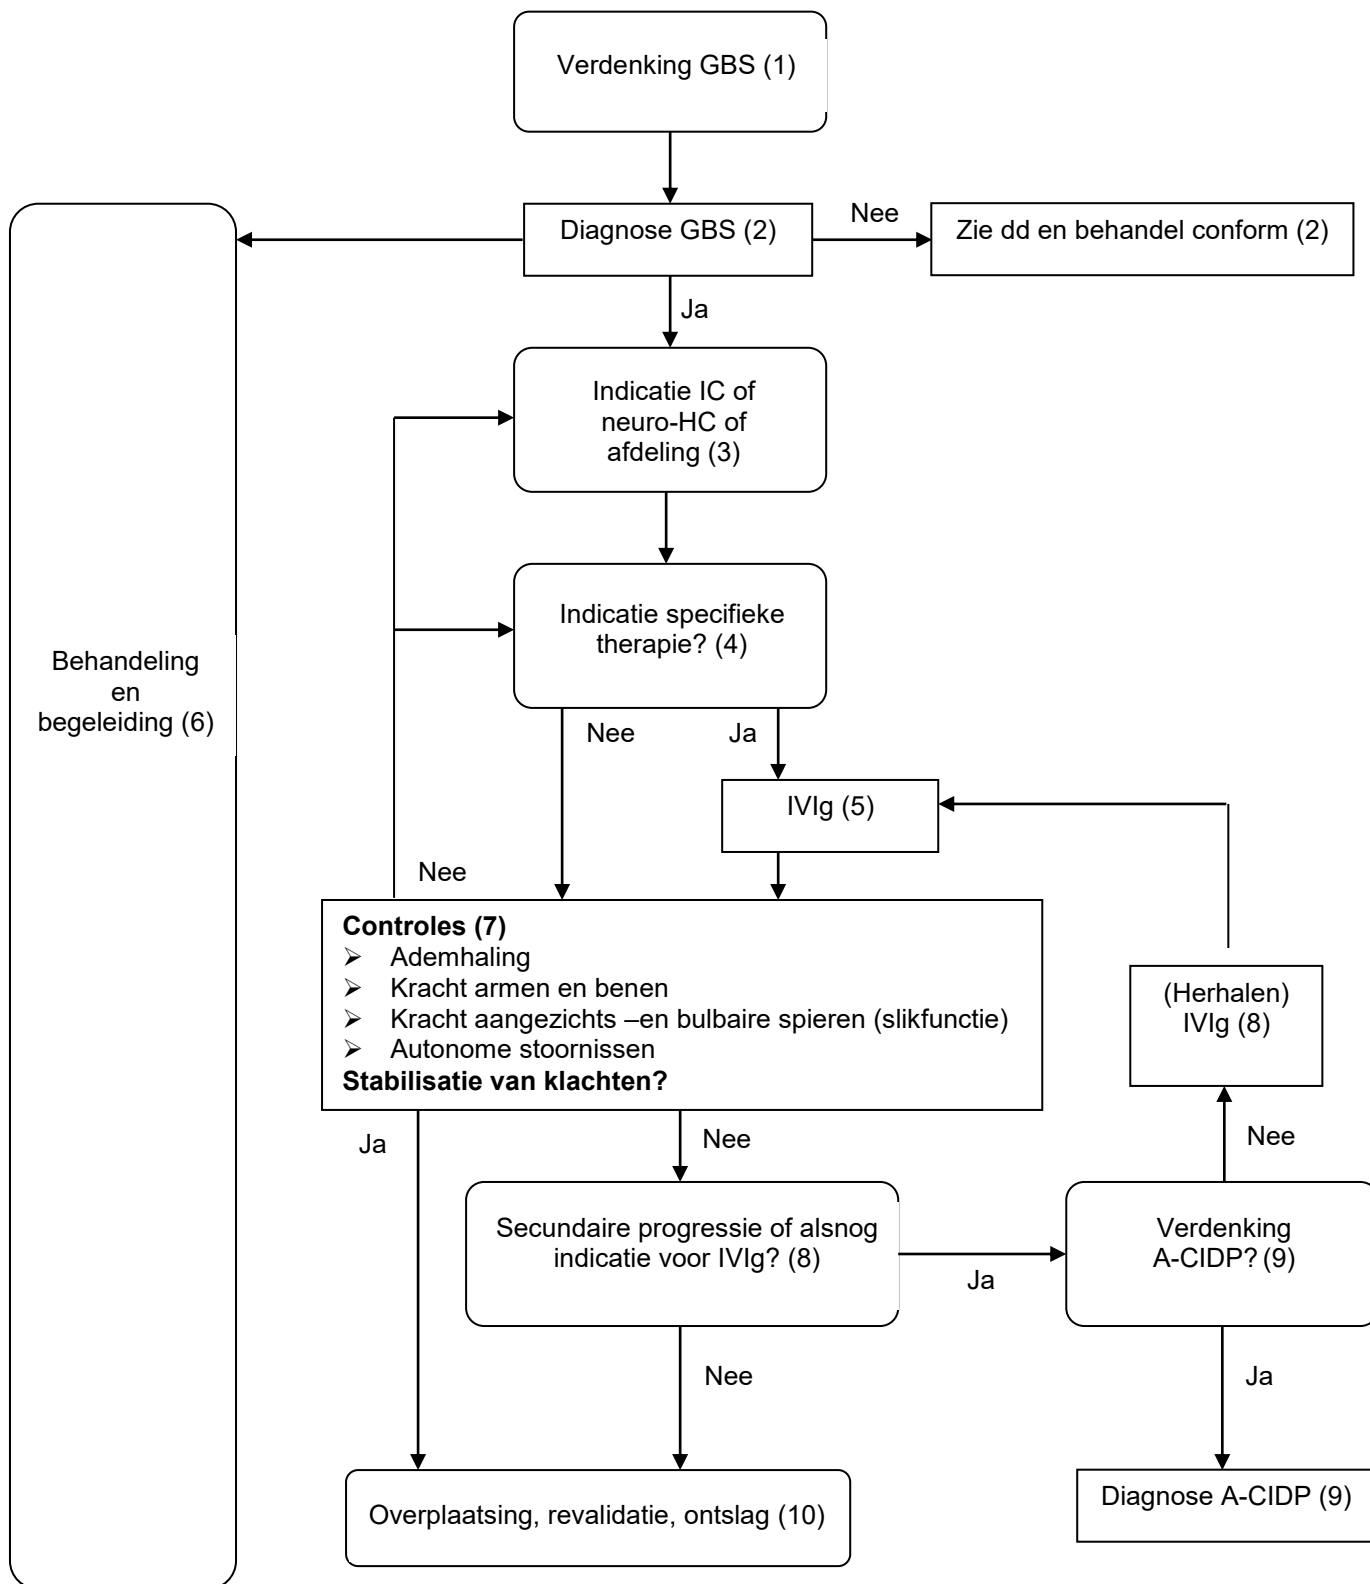 Verdenking GBS (1)
Diagnose GBS (2)
Nee
Zie dd en behandel conform (2)
Ja
Indicatie IC of
neuro-HC of
afdeling (3)
Indicatie specifieke
therapie? (4)
Behandeling
en
begeleiding (6)
Nee
Ja
IVIg (5)
Nee
Controles (7)
➢ Ademhaling
➢ Kracht armen en benen
➢ Kracht aangezichts –en bulbaire spieren (slikfunctie)
➢ Autonome stoornissen
Stabilisatie van klachten?
(Herhalen)
IVIg (8)
Ja
Nee
Nee
Secundaire progressie of alsnog
indicatie voor IVIg? (8)
Ja
Verdenking
A-CIDP? (9)
Nee
Ja
Overplaatsing, revalidatie, ontslag (10)
Diagnose A-CIDP (9)